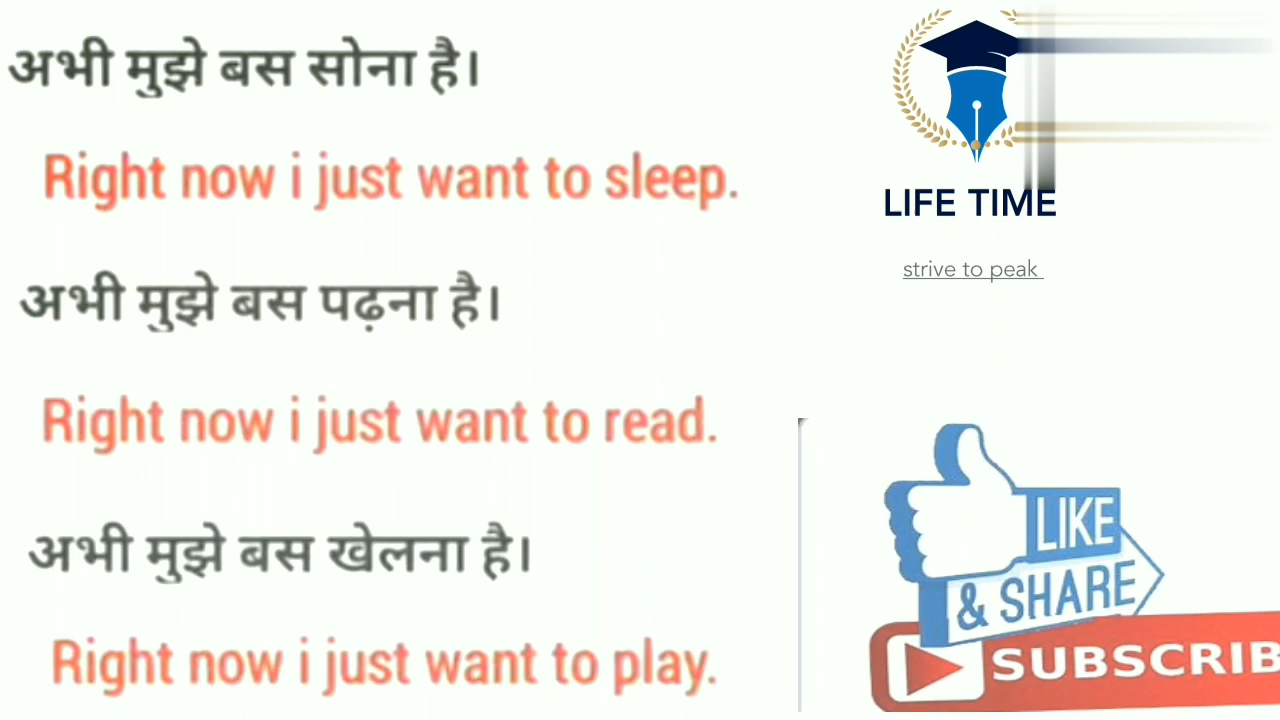 अभी मुझे बस सोना है।
Right now i just want to sleep.
अभी मुझे बस पढ़ना है।
Right now i just want to read.
अभी मुझे बस खेलना है।
Right now i just want to play.
LIFE TIME
strive to peak
LIKE
& SHARE
SUBSCRIB